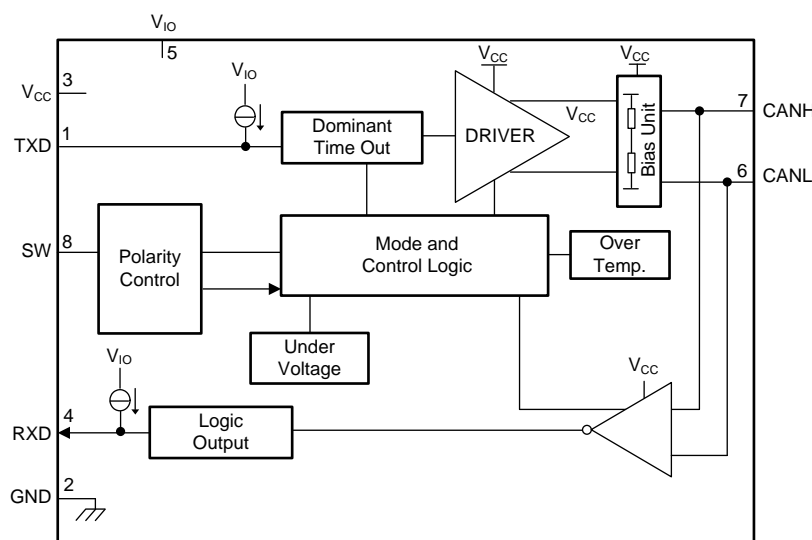 VIO
5
VCC
3
VIO
VCC
VCC
TXD
1
Dominant
Time Out
DRIVER
VCC
Bias Unit
7
CANH
6
CANL
SW
8
Polarity
Control
Mode and
Control Logic
Over
Temp.
Under
Voltage
VIO
VCC
RXD
4
Logic
Output
GND
2